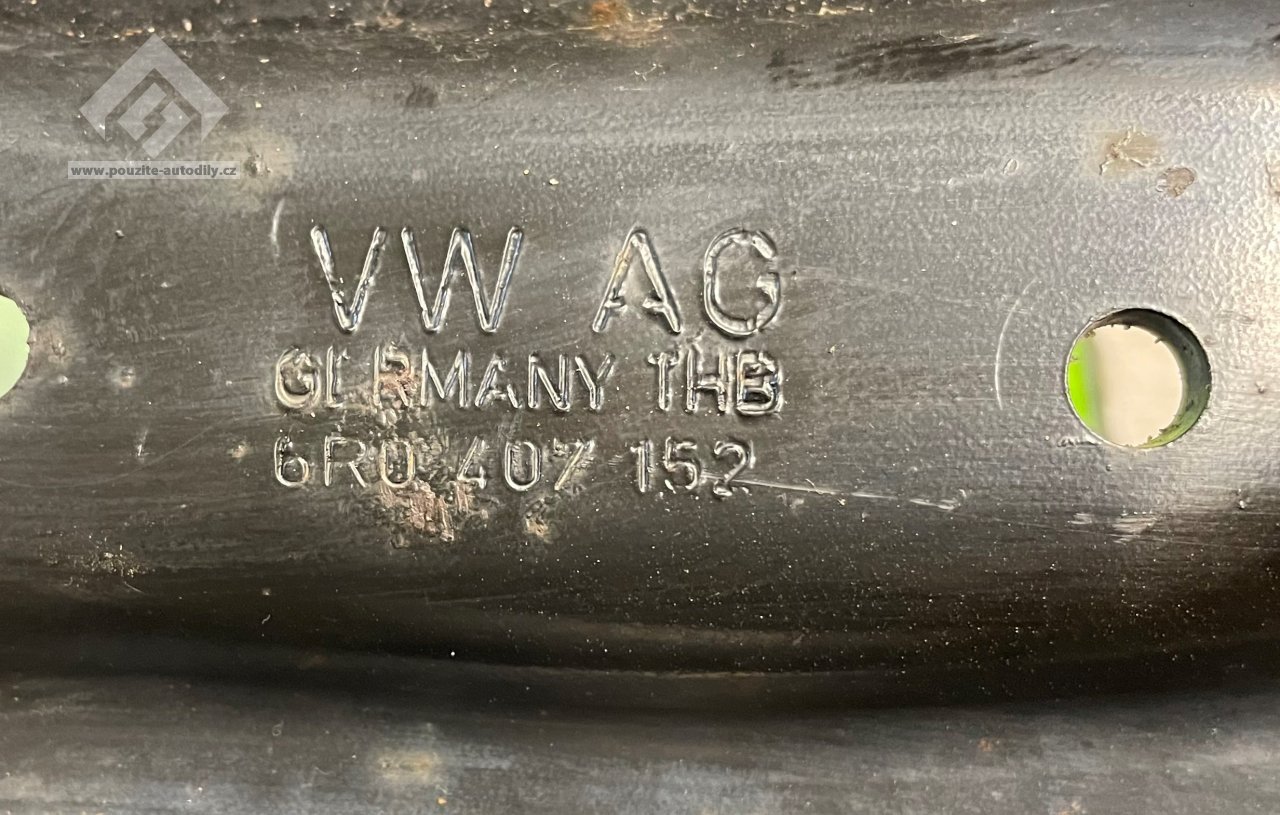 www.pouzite-autodily.cz
VW AG
GERMANY THB
6R0 407 152